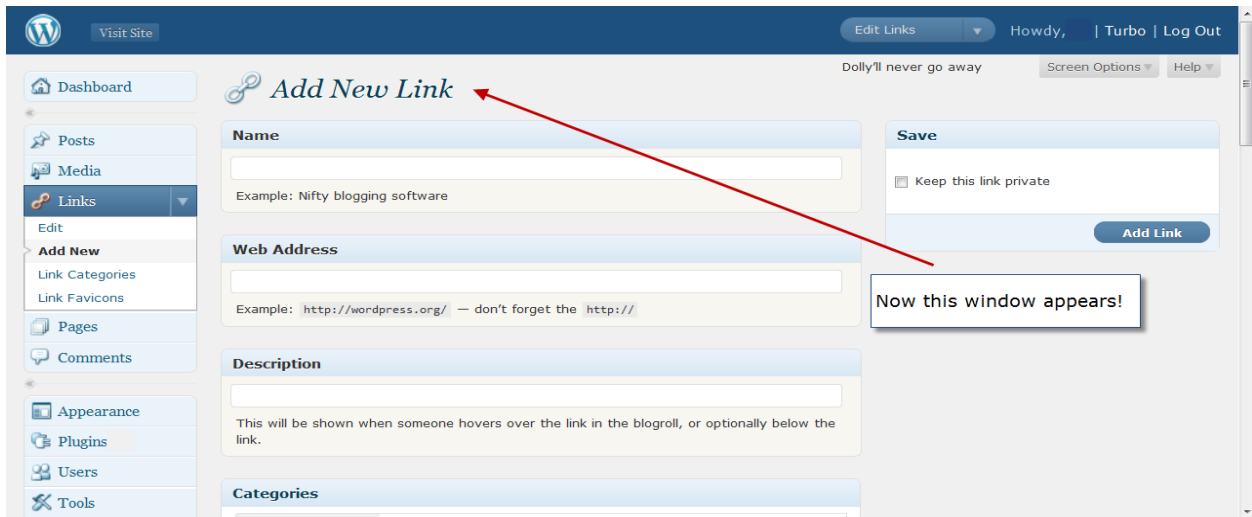 Visit Site
Edit Links
Howdy, | Turbo | Log Out
Dolly'll never go away
Screen Options
Help
Dashboard
Posts
Media
Links
Edit
Add New
Link Categories
Link Favicons
Pages
Comments
Appearance
Plugins
Users
Tools
Add New Link
Name
Example: Nifty blogging software
Web Address
Example: http://wordpress.org/ — don't forget the http://
Description
This will be shown when someone hovers over the link in the blogroll, or optionally below the
link.
Categories
Save
Keep this link private
Add Link
Now this window appears!